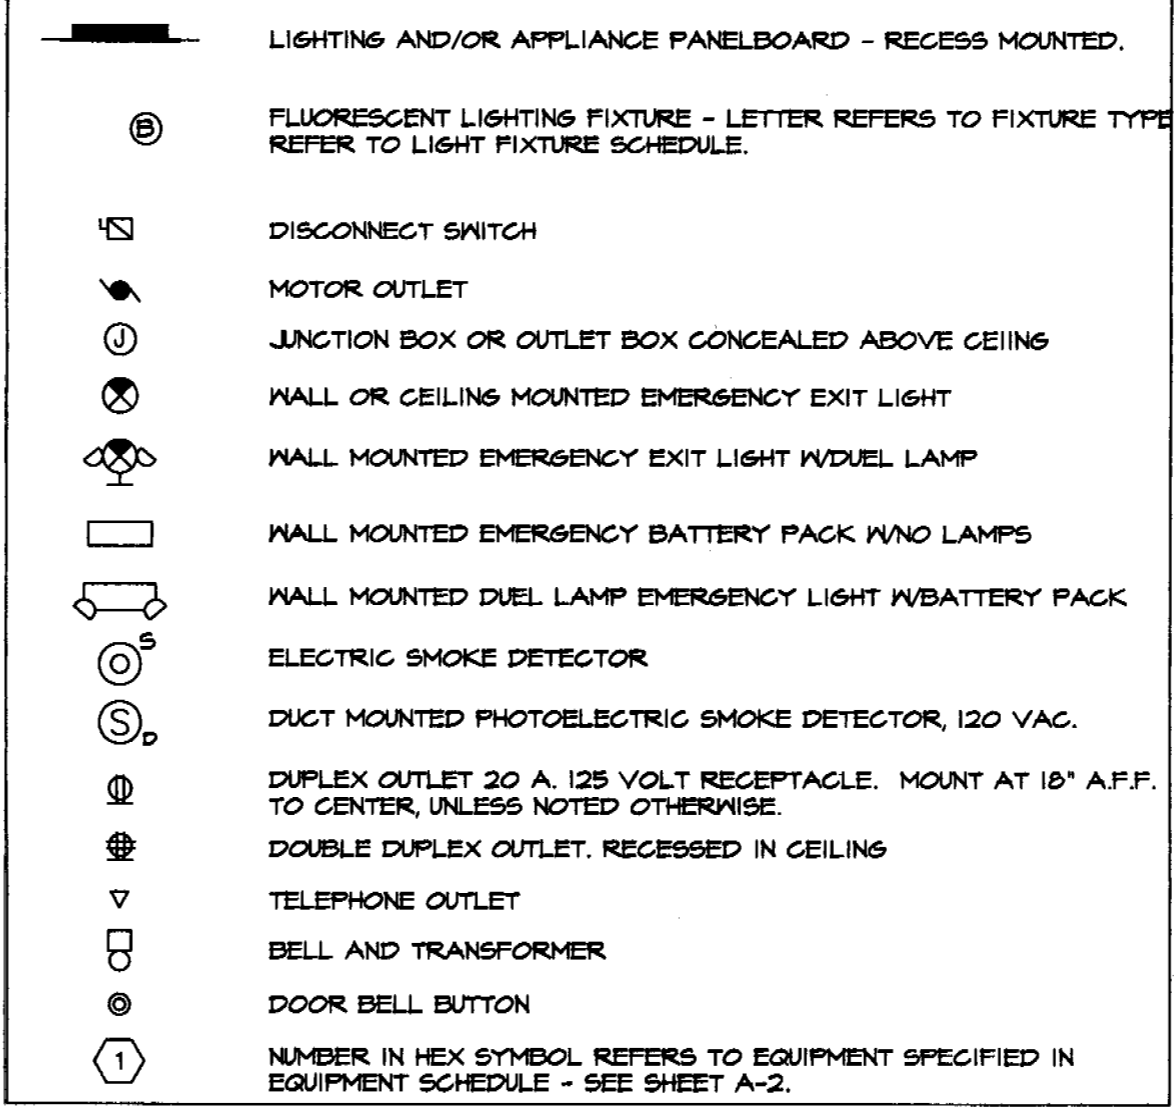 LIGHTING AND/OR APPLIANCE PANELBOARD - RECESS MOUNTED.
B
FLUORESCENT LIGHTING FIXTURE - LETTER REFERS TO FIXTURE TYPE
REFER TO LIGHT FIXTURE SCHEDULE.
DISCONNECT SWITCH
MOTOR OUTLET
J
JUNCTION BOX OR OUTLET BOX CONCEALED ABOVE CEIING
WALL OR CEILING MOUNTED EMERGENCY EXIT LIGHT
WALL MOUNTED EMERGENCY EXIT LIGHT W/DUEL LAMP
WALL MOUNTED EMERGENCY BATTERY PACK W/NO LAMPS
WALL MOUNTED DUEL LAMP EMERGENCY LIGHT W/BATTERY PACK
S
ELECTRIC SMOKE DETECTOR
S D
DUCT MOUNTED PHOTOELECTRIC SMOKE DETECTOR, 120 VAC.
DUPLEX OUTLET 20 A. 125 VOLT RECEPTACLE. MOUNT AT 18" A.F.F.
TO CENTER, UNLESS NOTED OTHERWISE.
DOUBLE DUPLEX OUTLET. RECESSED IN CEILING
TELEPHONE OUTLET
BELL AND TRANSFORMER
DOOR BELL BUTTON
1
NUMBER IN HEX SYMBOL REFERS TO EQUIPMENT SPECIFIED IN
EQUIPMENT SCHEDULE - SEE SHEET A-2.